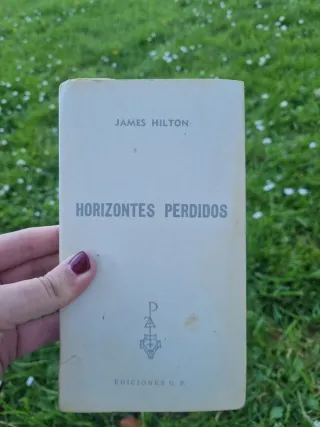 JAMES HILTON
HORIZONTES PERDIDOS
EDICIONES G. P.